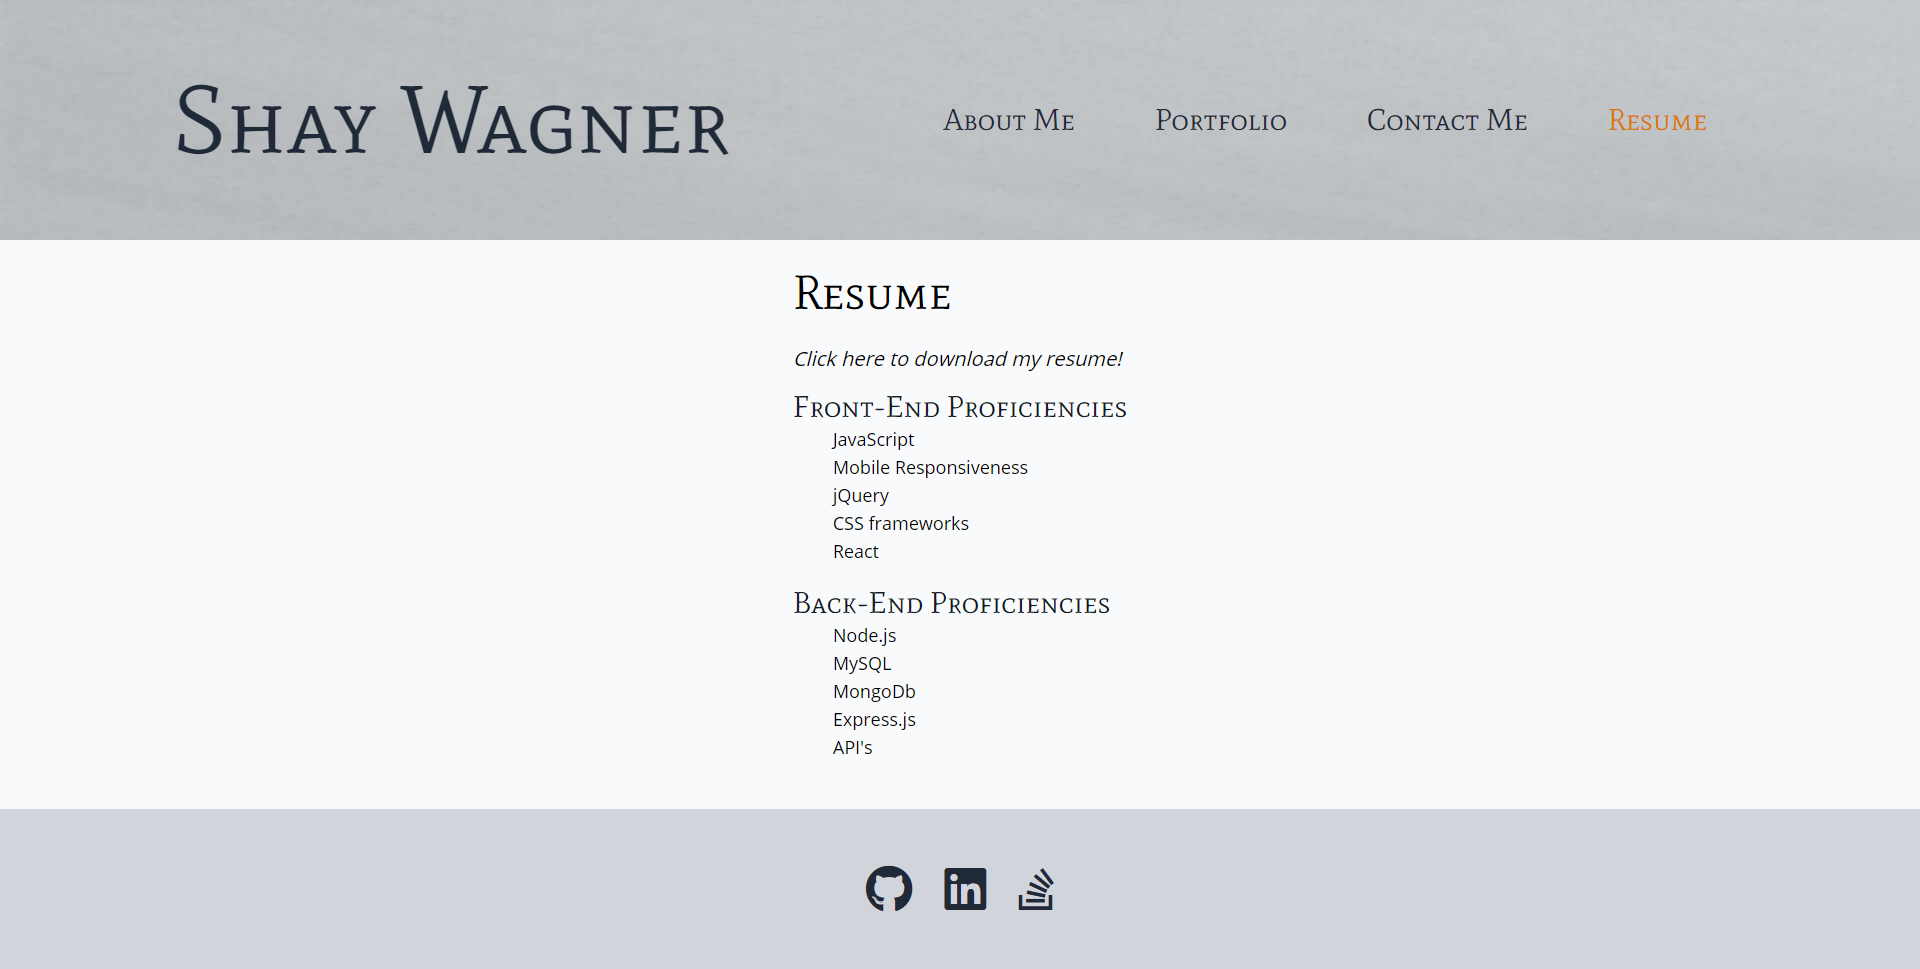 Shay Wagner
About Me
Portfolio
Contact Me
Resume
Resume
Click here to download my resume!
Front-End Proficiencies
JavaScript
Mobile Responsiveness
jQuery
CSS frameworks
React
Back-End Proficiencies
Node.js
MySQL
MongoDb
Express.js
API's
in